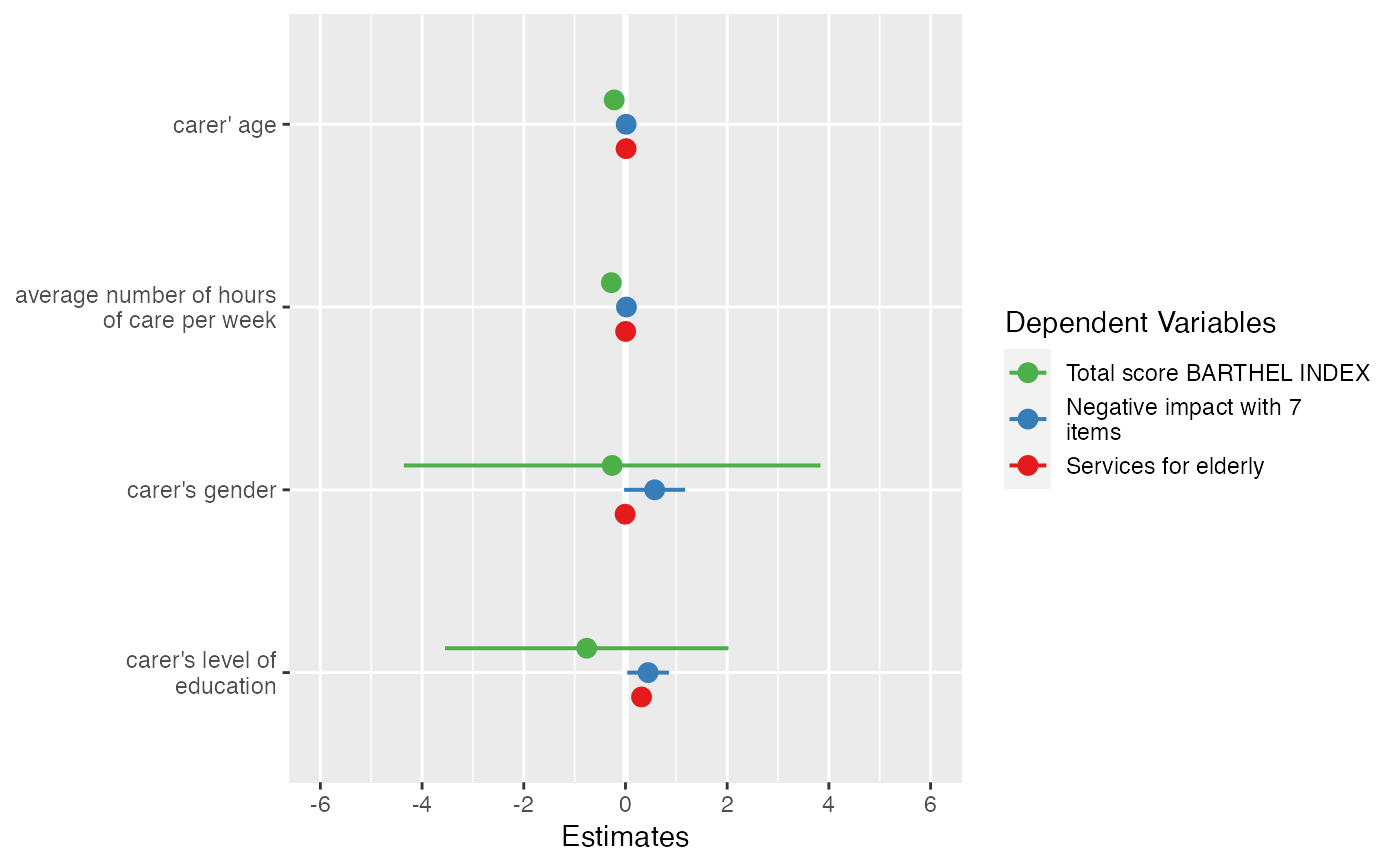 carer' age
average number of hours
of care per week
carer's gender
carer's level of
education
-6 -4 -2 0 2 4 6
Estimates
Dependent Variables
Total score BARTHEL INDEX
Negative impact with 7
items
Services for elderly